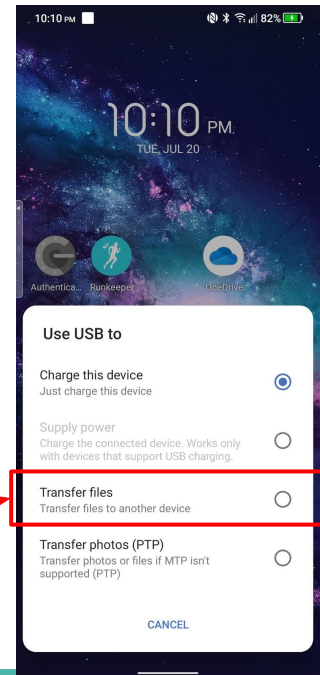 10:10 PM 82%
10:10 PM
TUE, JUL 20
Authentica... Runkeeper OneDrive
Use USB to
Charge this device
Just charge this device
Supply power
Charge the connected device. Works only
with devices that support USB charging.
Transfer files
Transfer files to another device
Transfer photos (PTP)
Transfer photos or files if MTP isn't
supported (PTP)
CANCEL